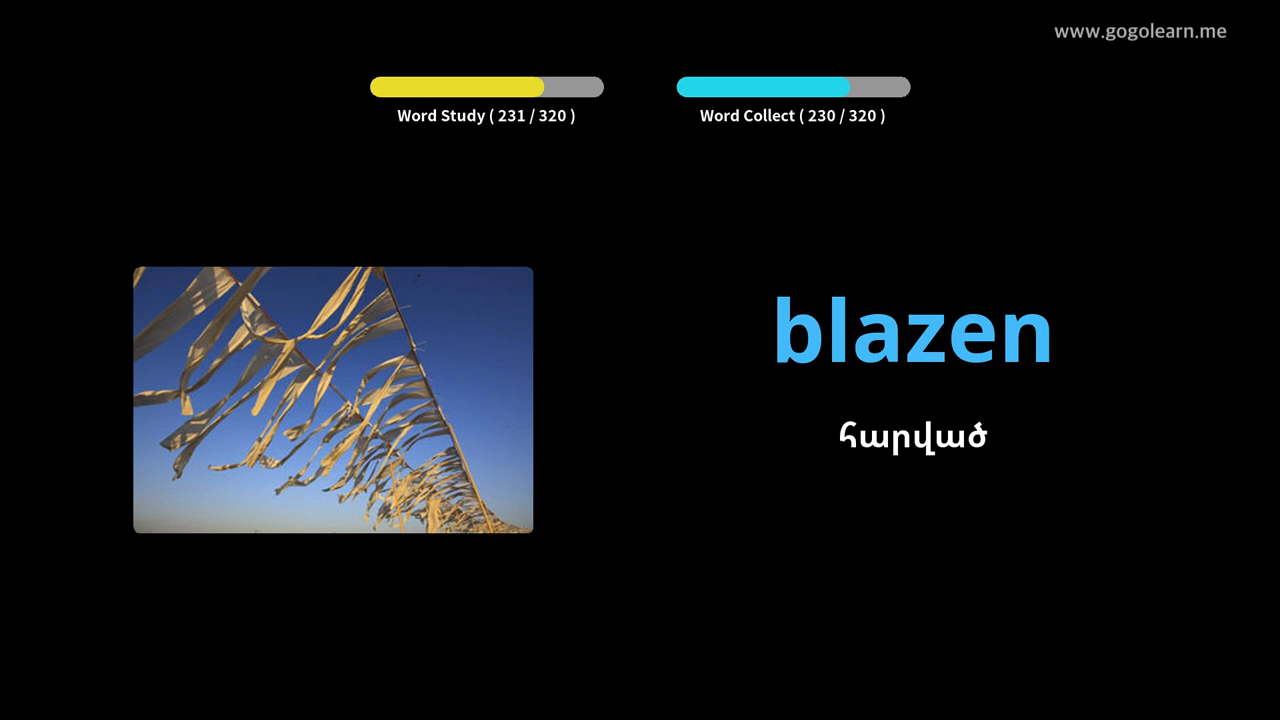 www.gogolearn.me
Word Study ( 231 / 320 )
Word Collect ( 230 / 320 )
blazen
հարված